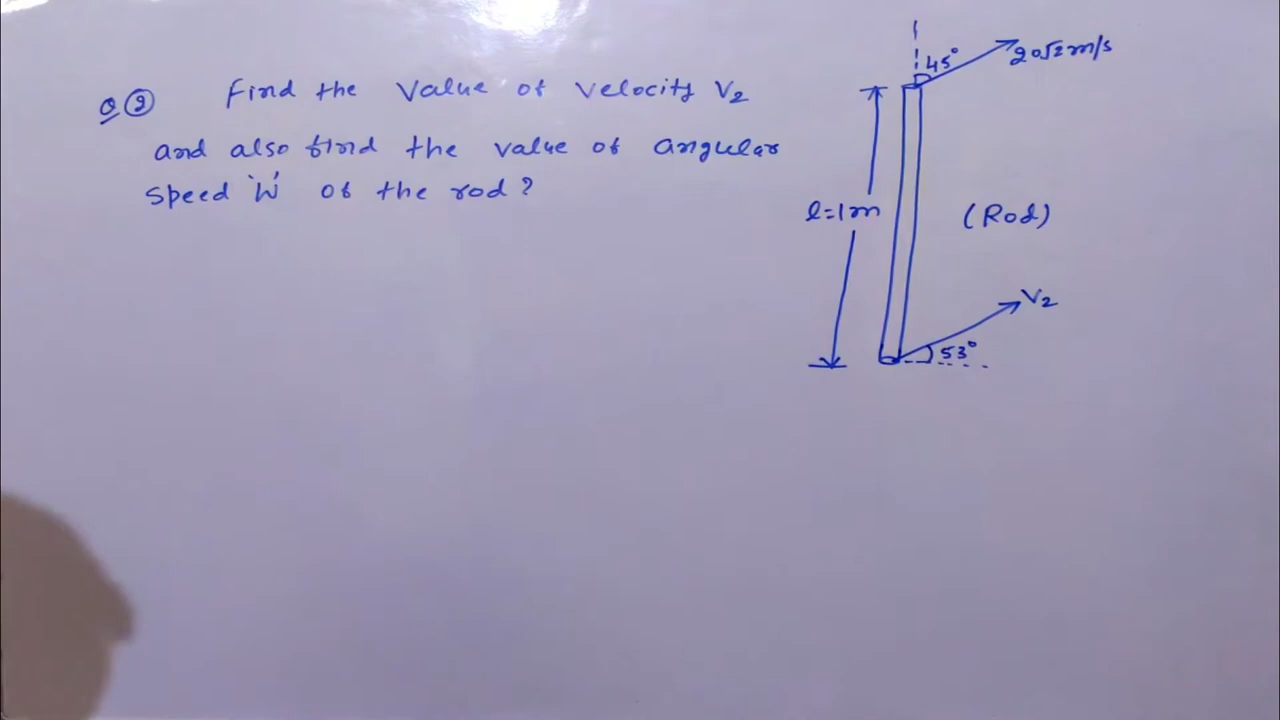 Q ② Find the Value of velocity V₂
and also find the value of angular
speed 'W' of the rod?
45°
20√2 m/s
l=1m
(Rod)
V₂
53°